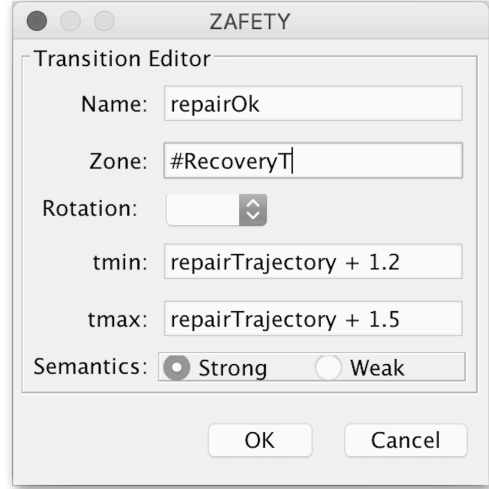 ZAFETY
Transition Editor
Name: repairOk
Zone: #RecoveryT
Rotation:
tmin: repairTrajectory + 1.2
tmax: repairTrajectory + 1.5
Semantics: Strong Weak
OK Cancel